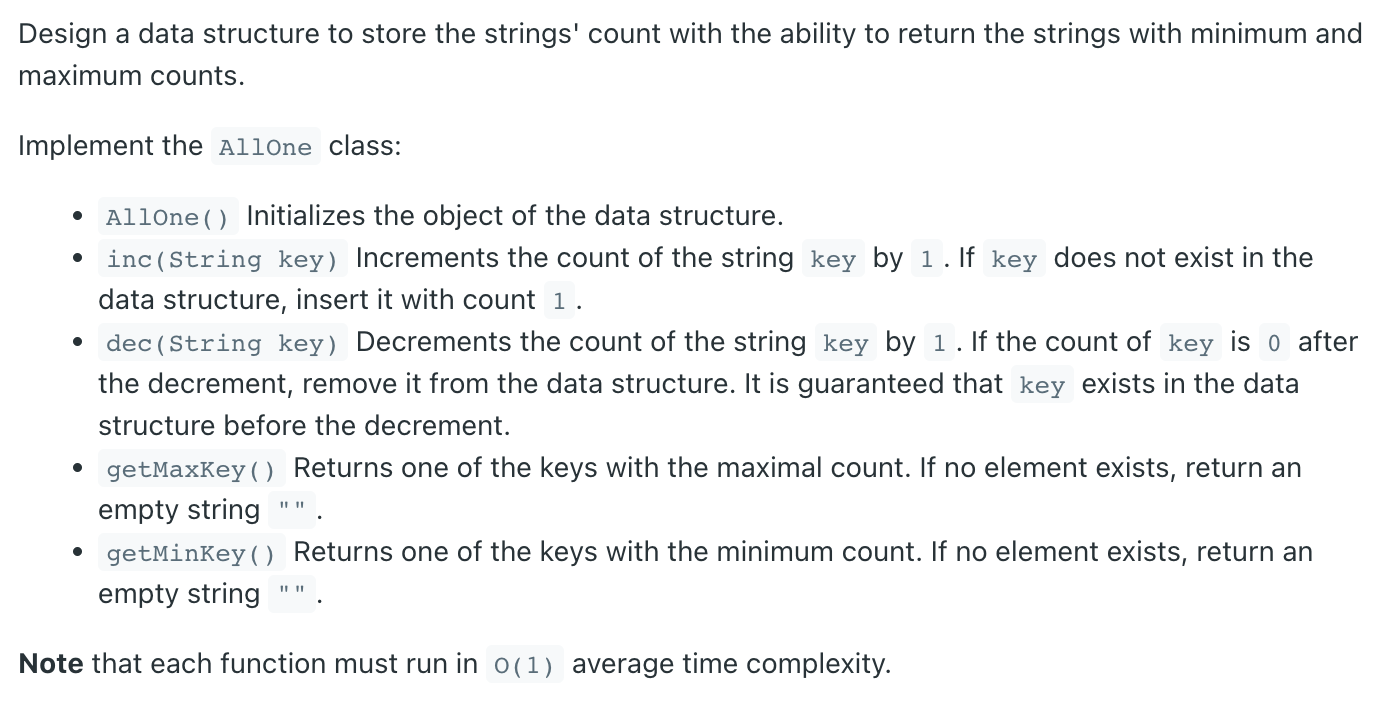 Design a data structure to store the strings' count with the ability to return the strings with minimum and
maximum counts.
Implement the AllOne class:
• AllOne() Initializes the object of the data structure.
• inc(String key) Increments the count of the string key by 1. If key does not exist in the
data structure, insert it with count 1.
• dec(String key) Decrements the count of the string key by 1. If the count of key is 0 after
the decrement, remove it from the data structure. It is guaranteed that key exists in the data
structure before the decrement.
• getMaxKey() Returns one of the keys with the maximal count. If no element exists, return an
empty string "".
• getMinKey() Returns one of the keys with the minimum count. If no element exists, return an
empty string "".
Note that each function must run in O(1) average time complexity.